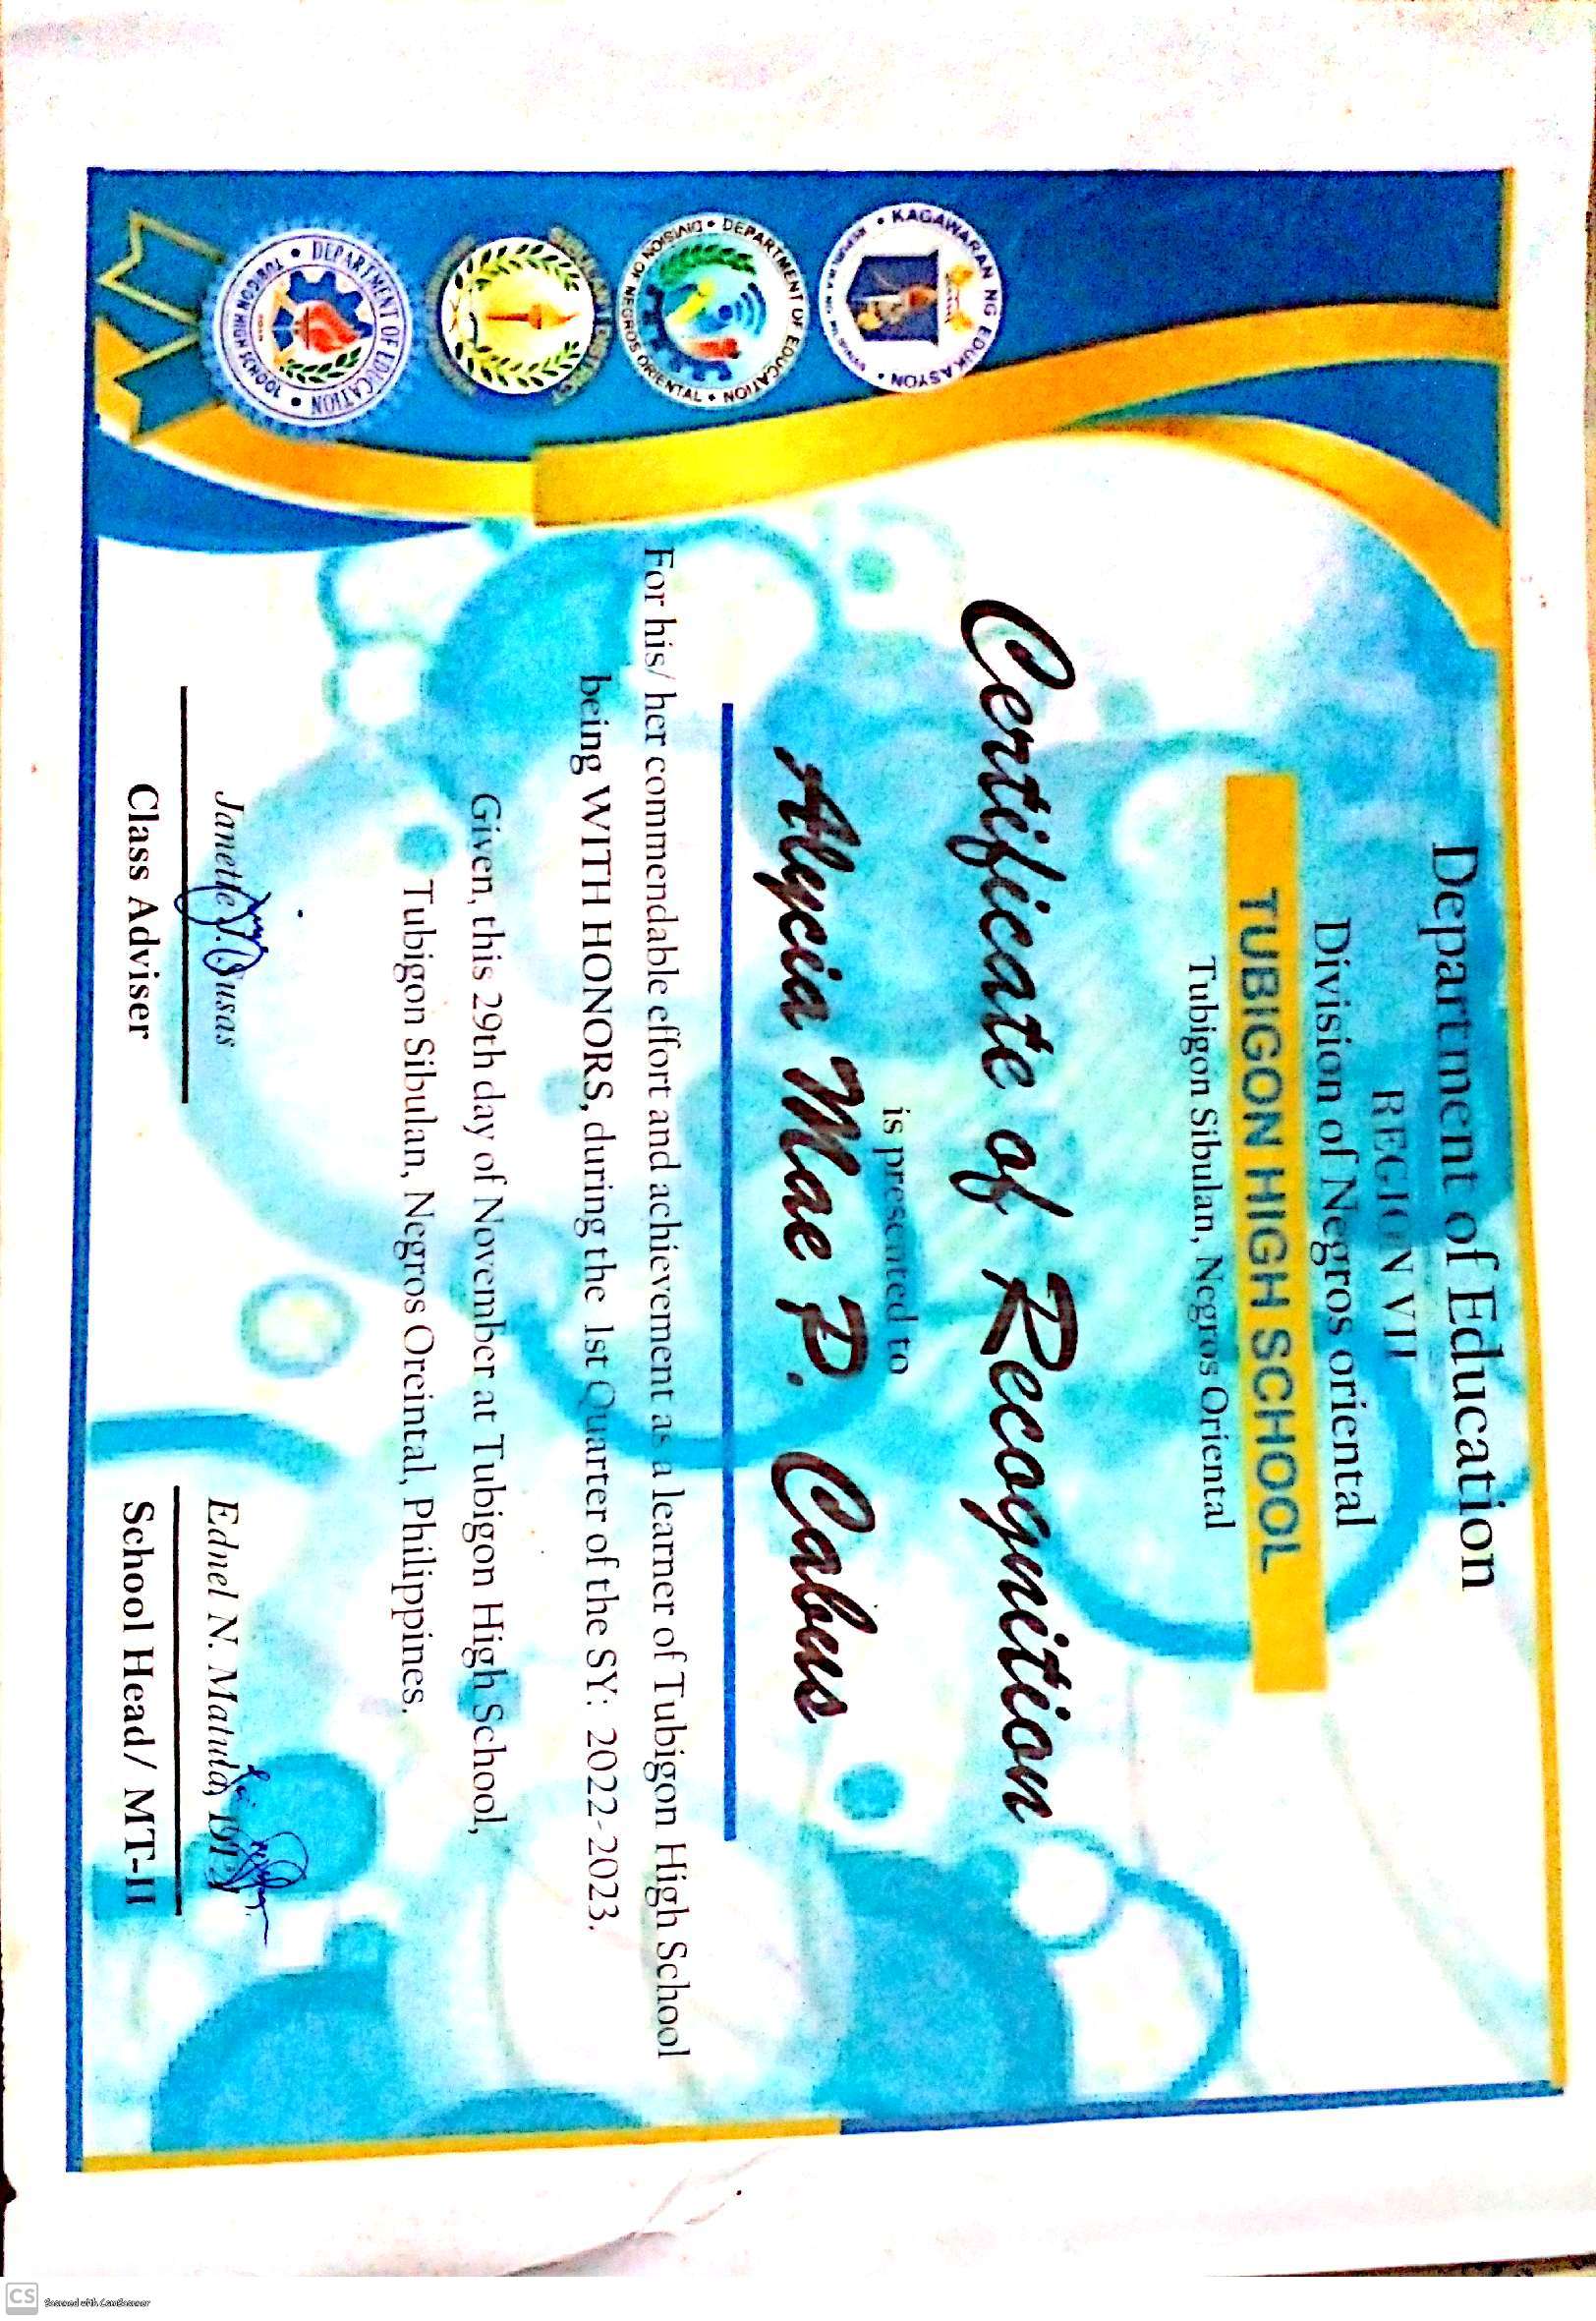 Department of Education
REGION VII
Division of Negros oriental
TUBIGON HIGH SCHOOL
Tubigon Sibulan, Negros Oriental
Certificate of Recognition
is presented to
Alycia Mae P. Cabus
For his/ her commendable effort and achievement as a learner of Tubigon High School
being WITH HONORS, during the 1st Quarter of the SY: 2022-2023.
Given, this 29th day of November at Tubigon High School,
Tubigon Sibulan, Negros Oreintal, Philippines.
KAGAWARAN NG EDUKASYON
REPUBLIKA NG PILIPINAS
DEPARTMENT OF EDUCATION
DIVISION OF NEGROS ORIENTAL
DISTRICT
DEPARTMENT OF EDUCATION
TUBIGON HIGH SCHOOL
Janette J. Susas
Class Adviser
Ednel N. Matula,
School Head/ MT-II
CS Scanned with CamScanner